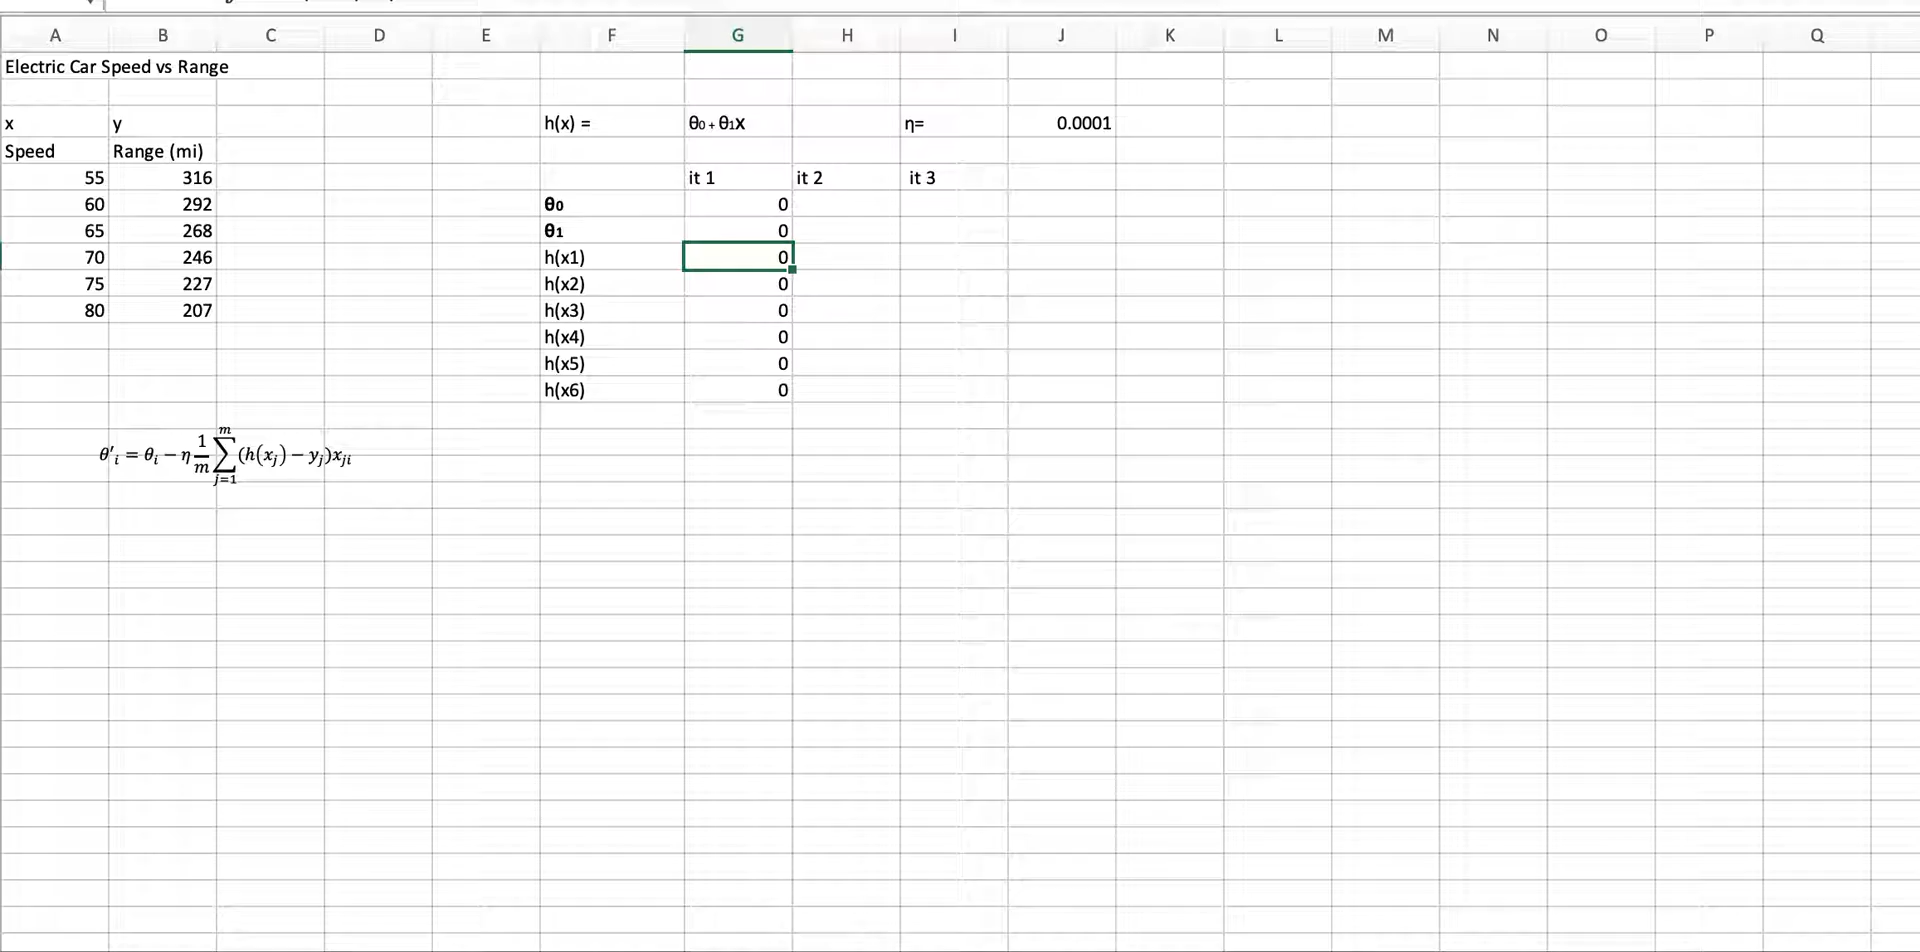 A B C D E F G H I J K L M N O P Q
Electric Car Speed vs Range
x y h(x) = θ₀ + θ₁x η= 0.0001
Speed Range (mi)
55 316 it 1 it 2 it 3
60 292 θ₀ 0
65 268 θ₁ 0
70 246 h(x1) 0
75 227 h(x2) 0
80 207 h(x3) 0
h(x4) 0
h(x5) 0
h(x6) 0
θ'ᵢ = θᵢ − η 1/m ∑ j=1 m (h(xⱼ) − yⱼ)xⱼᵢ